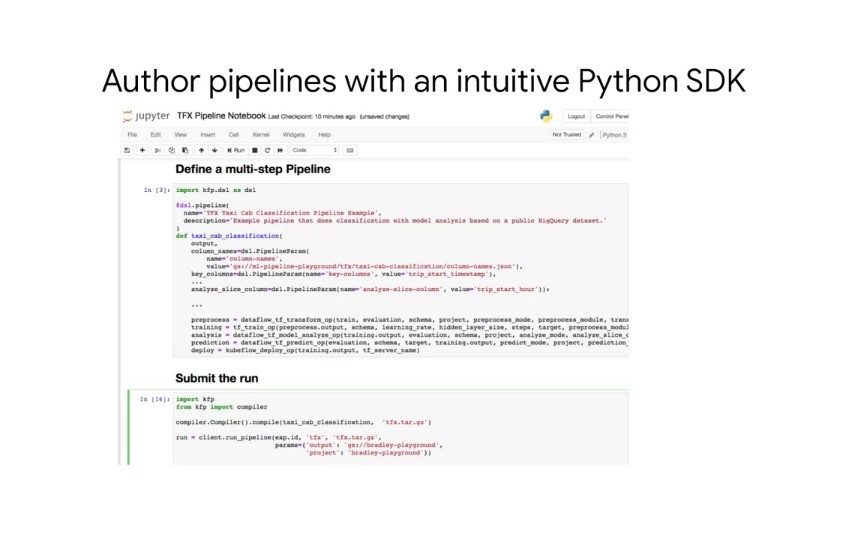 Author pipelines with an intuitive Python SDK
jupyter TFX Pipeline Notebook Last Checkpoint: 10 minutes ago (unsaved changes) Logout Control Panel
File Edit View Insert Cell Kernel Widgets Help Not Trusted Python 3
Run Code
Define a multi-step Pipeline
In [3]: import kfp.dsl as dsl
@dsl.pipeline(
name='TFX Taxi Cab Classification Pipeline Example',
description='Example pipeline that does classification with model analysis based on a public BigQuery dataset.'
)
def taxi_cab_classification(
output,
column_names=dsl.PipelineParam(
name='column-names',
value='gs://ml-pipeline-playground/tfx/taxi-cab-classification/column-names.json'),
key_columns=dsl.PipelineParam(name='key-columns', value='trip_start_timestamp'),
...
analyze_slice_column=dsl.PipelineParam(name='analyze-slice-column', value='trip_start_hour')):
...
preprocess = dataflow_tf_transform_op(train, evaluation, schema, project, preprocess_mode, preprocess_module, trans
training = tf_train_op(preprocess.output, schema, learning_rate, hidden_layer_size, steps, target, preprocess_modul
analysis = dataflow_tf_model_analyze_op(training.output, evaluation, schema, project, analyze_mode, analyze_slice_c
prediction = dataflow_tf_predict_op(evaluation, schema, target, training.output, predict_mode, project, prediction_
deploy = kubeflow_deploy_op(training.output, tf_server_name)
Submit the run
In [16]: import kfp
from kfp import compiler
compiler.Compiler().compile(taxi_cab_classification, 'tfx.tar.gz')
run = client.run_pipeline(exp.id, 'tfx', 'tfx.tar.gz',
params={'output': 'gs://bradley-playground',
'project': 'bradley-playground'})